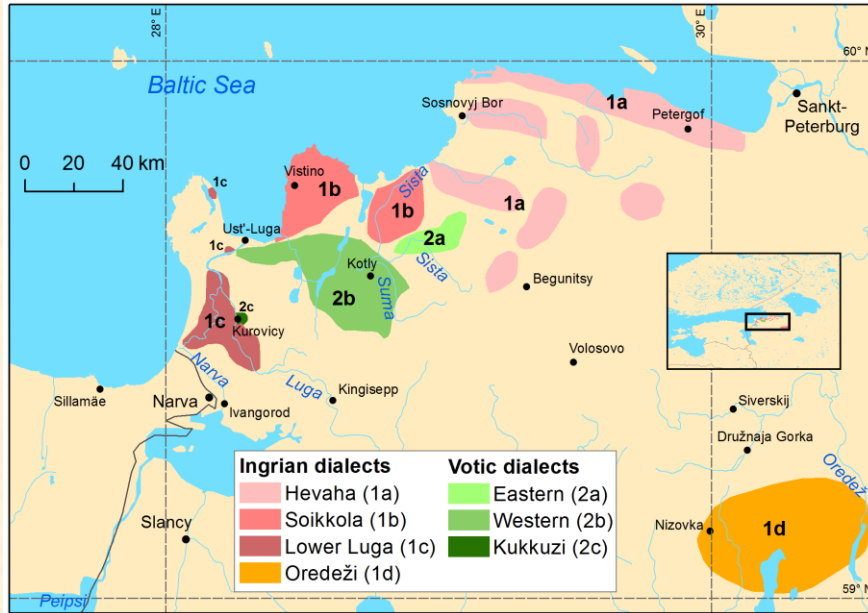 28° E
30° E
60° N
Baltic Sea
1a
Sosnovyj Bor
Petergof
Sankt-
Peterburg
0 20 40 km
Vistino
1b
Sista
1c
1b
1a
Ust'-Luga
2a
1c
Kotly
Sista
Suma
Begunitsy
2b
2c
1c
Kurovicy
Narva
Volosovo
Luga
Kingisepp
Sillamäe
Narva
Ivangorod
Siverskij
Družnaja Gorka
Oredež
Ingrian dialects
Hevaha (1a)
Soikkola (1b)
Lower Luga (1c)
Oredeži (1d)
Votic dialects
Eastern (2a)
Western (2b)
Kukkuzi (2c)
Slancy
Nizovka
1d
Peipsi
59° N